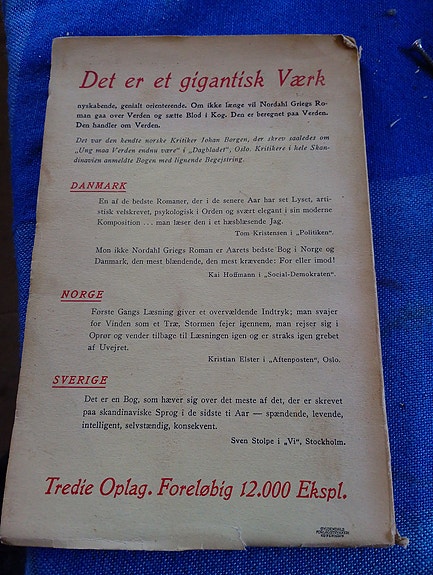 Det er et gigantisk Værk
nyskabende, genialt orienterende. Om ikke længe vil Nordahl Griegs Ro-
man gaa over Verden og sætte Blod i Kog. Den er beregnet paa Verden.
Den handler om Verden.
Det var den kendte norske Kritiker Johan Borgen, der skrev saaledes om
„Ung maa Verden endnu være" i „Dagbladet", Oslo. Kritikere i hele Skan-
dinavien anmeldte Bogen med lignende Begejstring.
DANMARK
En af de bedste Romaner, der i de senere Aar har set Lyset, arti-
stisk velskrevet, psykologisk i Orden og svært elegant i sin moderne
Komposition ... man læser den i et hæsblæsende Jag.
Tom Kristensen i „Politiken".
Mon ikke Nordahl Griegs Roman er Aarets bedste Bog i Norge og
Danmark, den mest blændende, den mest krævende: For eller imod!
Kai Hoffmann i „Social-Demokraten".
NORGE
Første Gangs Læsning giver et overvældende Indtryk; man svajer
for Vinden som et Træ, Stormen fejer igennem, man rejser sig i
Oprør og vender tilbage til Læsningen igen og er straks igen grebet
af Uvejret.
Kristian Elster i „Aftenposten", Oslo.
SVERIGE
Det er en Bog, som hæver sig over det meste af det, der er skrevet
paa skandinaviske Sprog i de sidste ti Aar — spændende, levende,
intelligent, selvstændig, konsekvent.
Sven Stolpe i „Vi", Stockholm.
Tredie Oplag. Foreløbig 12.000 Ekspl.